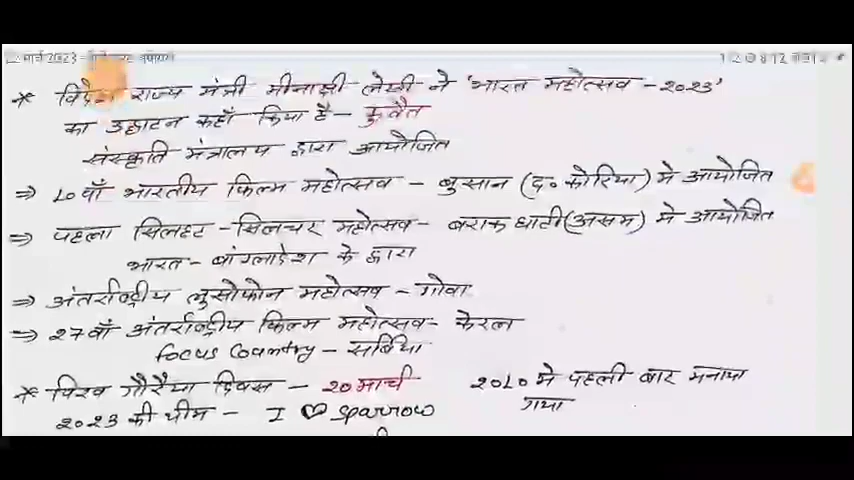 मार्च 2023 -
* विदेश राज्य मंत्री मीनाक्षी लेखी ने 'भारत महोत्सव - 2023'
का उद्घाटन कहाँ किया है - कुवैत
संस्कृति मंत्रालय द्वारा आयोजित
⇒ 10वाँ भारतीय फिल्म महोत्सव - बुसान (द० कोरिया) मे आयोजित
⇒ पहला सिलहट - सिलचर महोत्सव - बराक घाटी (असम) मे आयोजित
भारत - बांग्लादेश के द्वारा
⇒ अंतर्राष्ट्रीय लुसोफोन महोत्सव - गोवा
⇒ 27वाँ अंतर्राष्ट्रीय फिल्म महोत्सव - केरल
Focus Country - सर्बिया
* विश्व गौरैया दिवस - 20 मार्च 2010 मे पहली बार मनाया
गया
2023 की थीम - I ♡ Sparrow